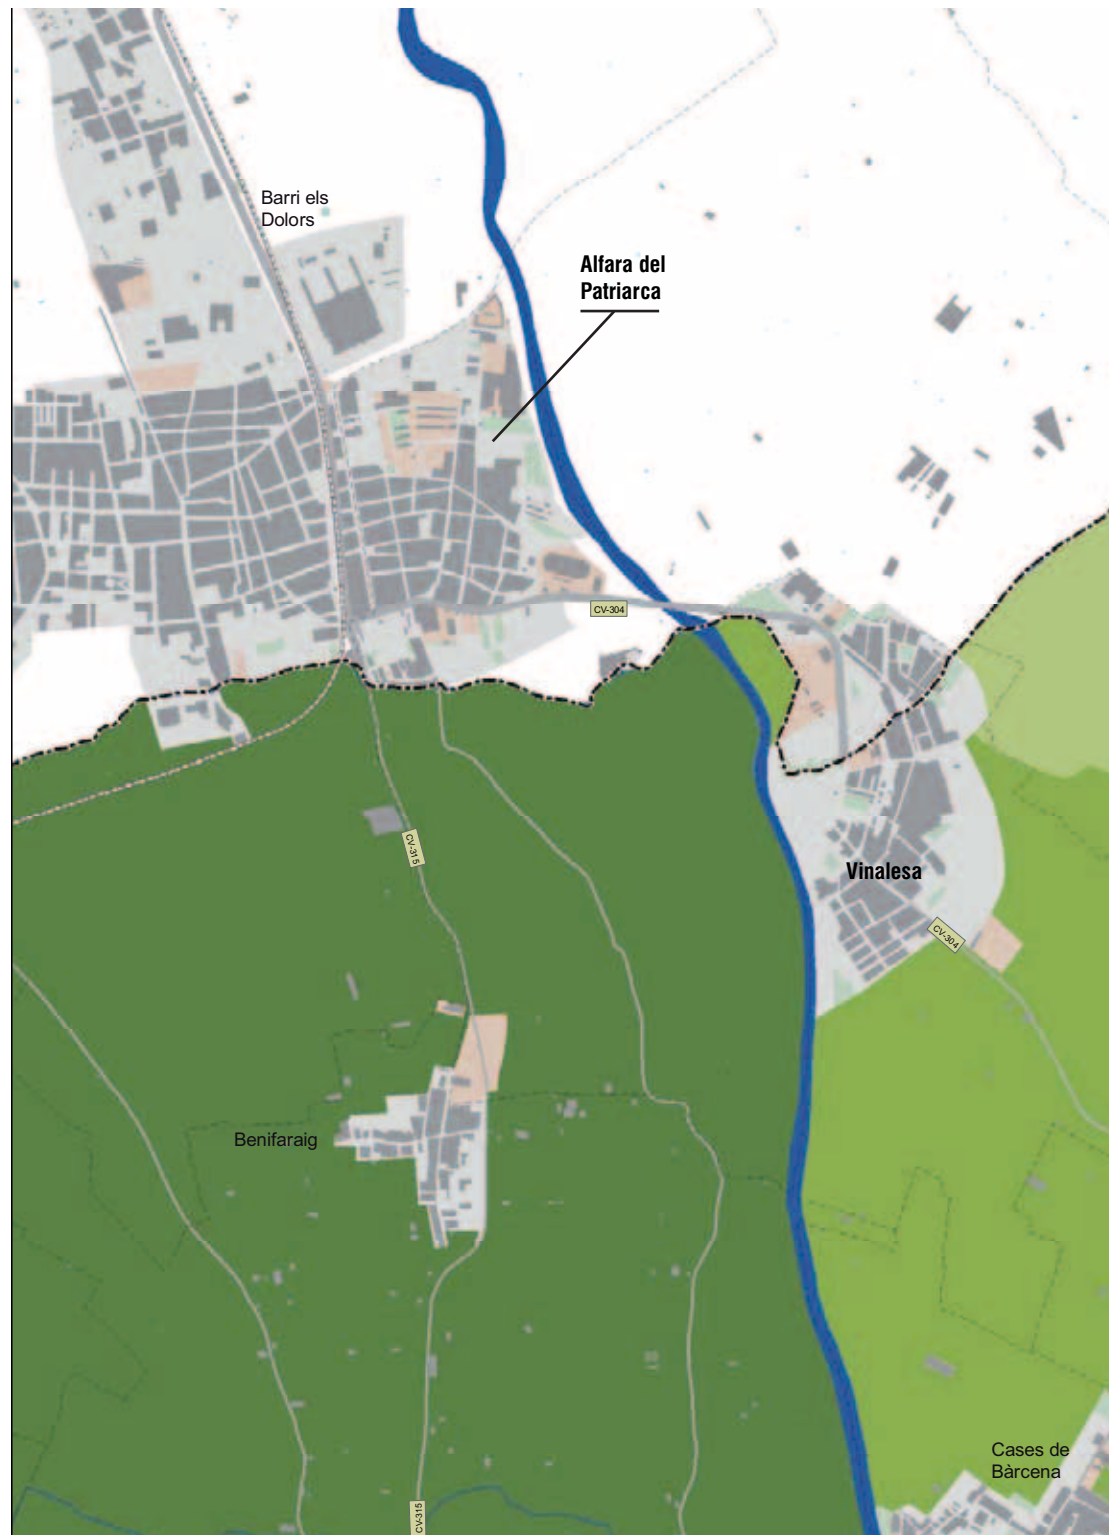 Barri els
Dolors
Alfara del
Patriarca
CV-304
CV-315
Vinalesa
CV-304
Benifaraig
Cases de
Bàrcena
CV-315